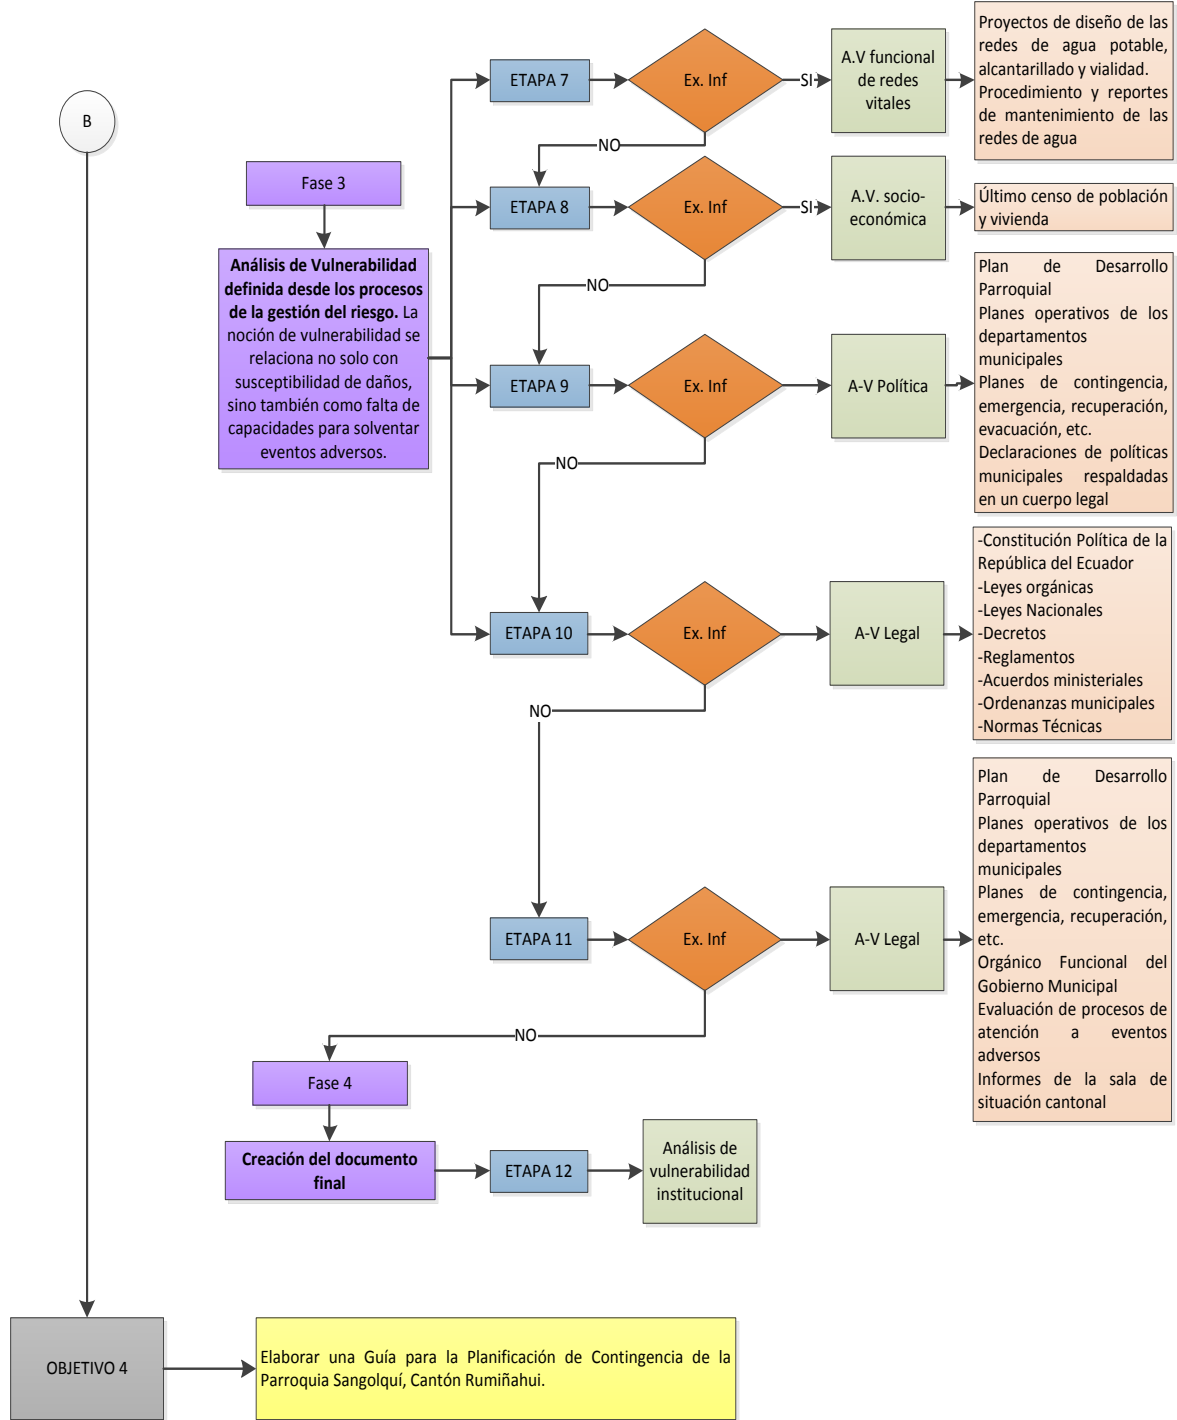 B
Fase 3
Análisis de Vulnerabilidad
definida desde los procesos
de la gestión del riesgo. La
noción de vulnerabilidad se
relaciona no solo con
susceptibilidad de daños,
sino también como falta de
capacidades para solventar
eventos adversos.
ETAPA 7
Ex. Inf
SI
A.V funcional
de redes
vitales
Proyectos de diseño de las
redes de agua potable,
alcantarillado y vialidad.
Procedimiento y reportes
de mantenimiento de las
redes de agua
NO
ETAPA 8
Ex. Inf
SI
A.V. socio-
económica
Último censo de población
y vivienda
NO
ETAPA 9
Ex. Inf
A-V Política
Plan de Desarrollo
Parroquial
Planes operativos de los
departamentos
municipales
Planes de contingencia,
emergencia, recuperación,
evacuación, etc.
Declaraciones de políticas
municipales respaldadas
en un cuerpo legal
NO
ETAPA 10
Ex. Inf
A-V Legal
-Constitución Política de la
República del Ecuador
-Leyes orgánicas
-Leyes Nacionales
-Decretos
-Reglamentos
-Acuerdos ministeriales
-Ordenanzas municipales
-Normas Técnicas
NO
ETAPA 11
Ex. Inf
A-V Legal
Plan de Desarrollo
Parroquial
Planes operativos de los
departamentos
municipales
Planes de contingencia,
emergencia, recuperación,
etc.
Orgánico Funcional del
Gobierno Municipal
Evaluación de procesos de
atención a eventos
adversos
Informes de la sala de
situación cantonal
NO
Fase 4
Creación del documento
final
ETAPA 12
Análisis de
vulnerabilidad
institucional
OBJETIVO 4
Elaborar una Guía para la Planificación de Contingencia de la
Parroquia Sangolquí, Cantón Rumiñahui.